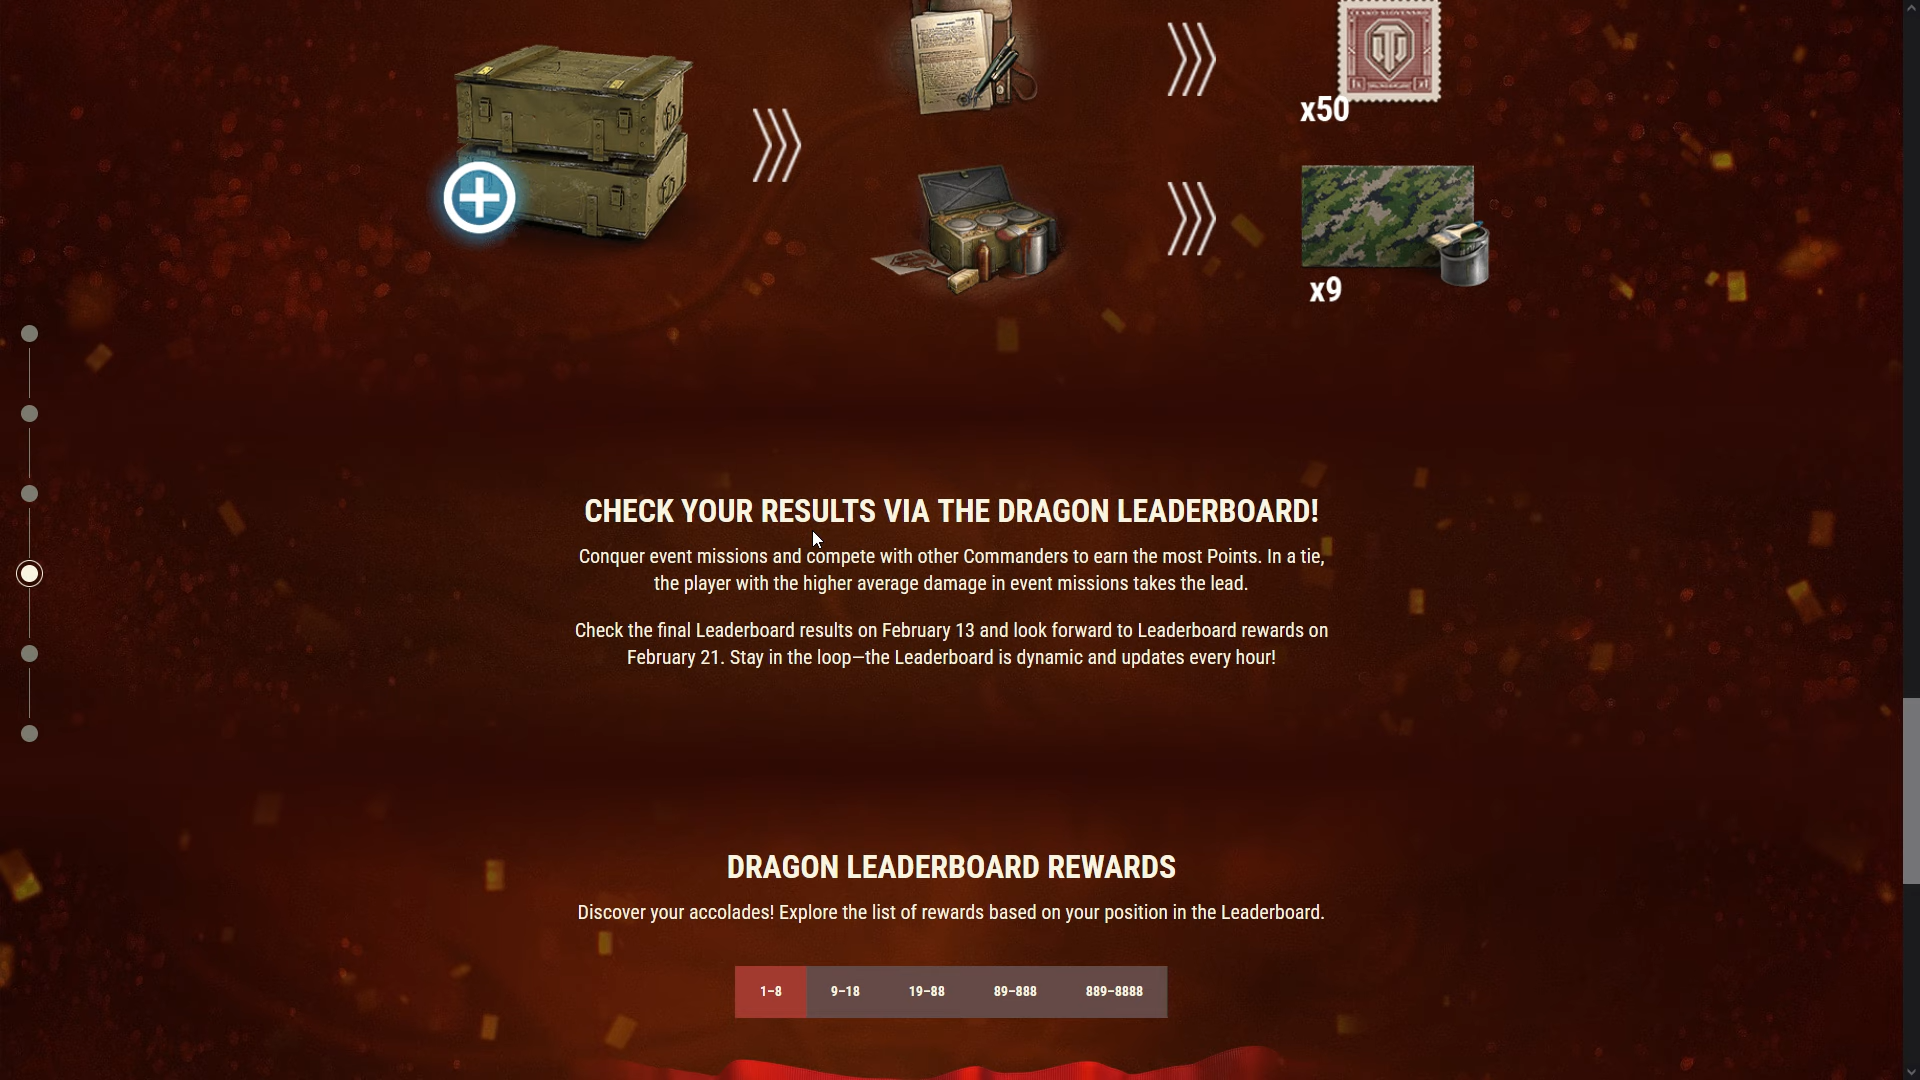 x50
x9
CHECK YOUR RESULTS VIA THE DRAGON LEADERBOARD!
Conquer event missions and compete with other Commanders to earn the most Points. In a tie,
the player with the higher average damage in event missions takes the lead.
Check the final Leaderboard results on February 13 and look forward to Leaderboard rewards on
February 21. Stay in the loop—the Leaderboard is dynamic and updates every hour!
DRAGON LEADERBOARD REWARDS
Discover your accolades! Explore the list of rewards based on your position in the Leaderboard.
1–8
9–18
19–88
89–888
889–8888